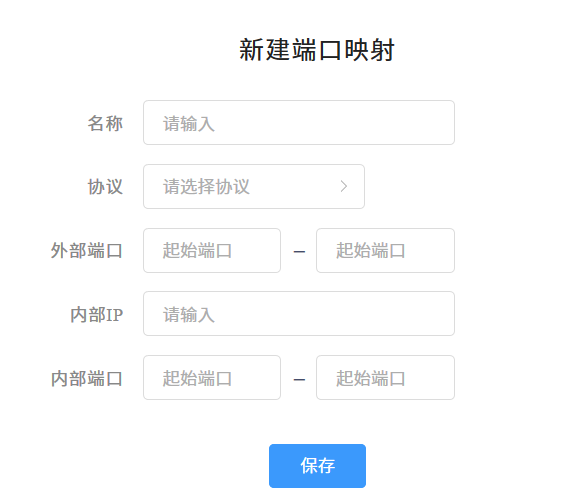 新建端口映射
名称 请输入
协议 请选择协议
外部端口 起始端口 – 起始端口
内部IP 请输入
内部端口 起始端口 – 起始端口
保存